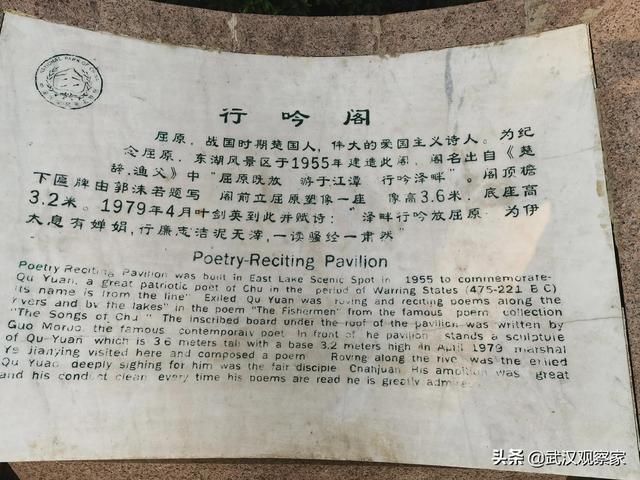 NATIONAL PARK OF
行吟阁
屈原，战国时期楚国人，伟大的爱国主义诗人。为纪
念屈原，东湖风景区于1955年建造此阁，阁名出自《楚
辞·渔父》中“屈原既放 游于江潭 行吟泽畔”。阁顶檐
下匾牌由郭沫若题写 阁前立屈原塑像一座 像高3.6米，底座高
3.2米。1979年4月叶剑英到此并赋诗：“泽畔行吟放屈原 为伊
太息有婵娟，行廉志洁泥无滓，一读骚经一肃然”
Poetry-Reciting Pavilion
Poetry-Reciting Pavilion was built in East Lake Scenic Spot in 1955 to commemorate-
Qu Yuan, a great patriotic poet of Chu in the period of Warring States (475-221 B C)
Its name is from the line" Exiled Qu Yuan was roving and reciting poems along the
rivers and by the lakes" in the poem "The Fishermen" from the famous poem collection
"The Songs of Chu" The inscribed board under the roof of the pavilion was written by
Guo Moruo, the famous contemporary poet In front of he pavilion stands a sculpture
of Qu Yuan which is 3.6 meters tall with a base 3.2 meters high In April 1979 marshal
Ye Jianying visited here and composed a poem Roving along the river was the exiled
Qu Yuan deeply sighing for him was the fair disciple Chanjuan His ambition was great
and his conduct clean every time his poems are read he is greatly
头条 @武汉观察家